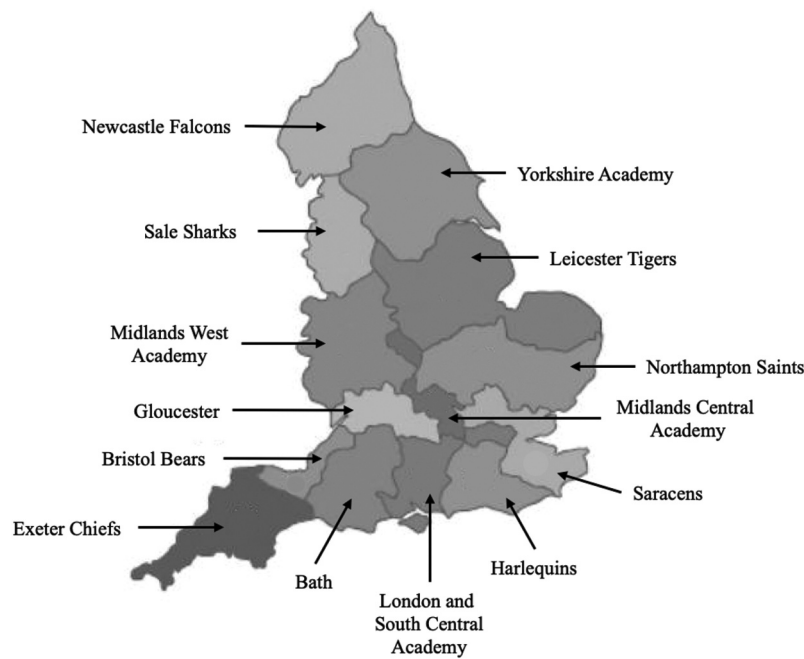 Newcastle Falcons
Yorkshire Academy
Sale Sharks
Leicester Tigers
Midlands West
Academy
Northampton Saints
Gloucester
Midlands Central
Academy
Bristol Bears
Saracens
Exeter Chiefs
Bath
Harlequins
London and
South Central
Academy